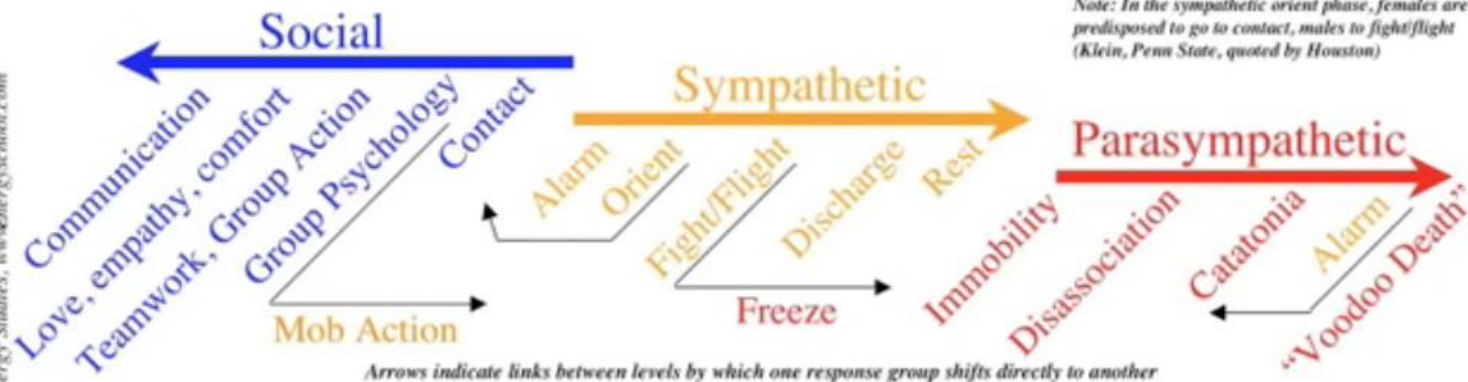 Note: In the sympathetic orient phase, females are
predisposed to go to contact, males to fight/flight
(Klein, Penn State, quoted by Houston)
Social
Communication
Love, empathy, comfort
Teamwork, Group Action
Group Psychology
Contact
Mob Action
Sympathetic
Alarm
Orient
Fight/Flight
Discharge
Rest
Freeze
Parasympathetic
Immobility
Disassociation
Catatonia
Alarm
“Voodoo Death”
Arrows indicate links between levels by which one response group shifts directly to another